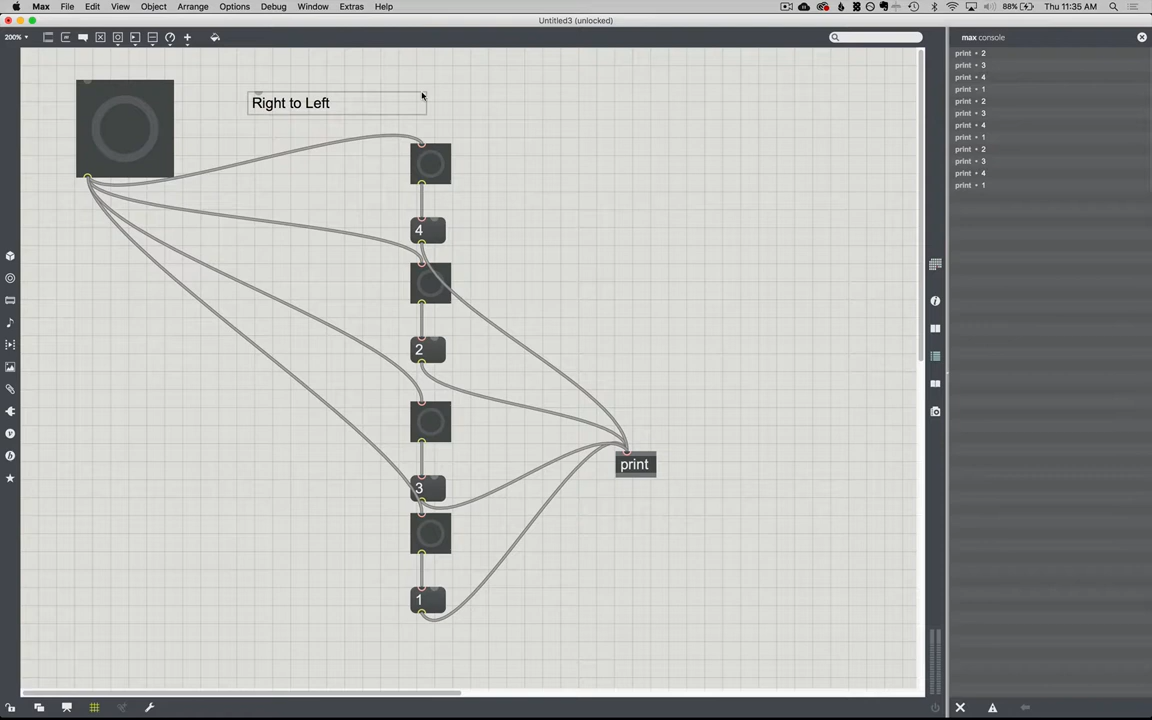 Max File Edit View Object Arrange Options Debug Window Extras Help
88% Thu 11:35 AM
Untitled3 (unlocked)
200%
max console
print • 2
print • 3
print • 4
print • 1
print • 2
print • 3
print • 4
print • 1
print • 2
print • 3
print • 4
print • 1
Right to Left
4
2
3
print
1